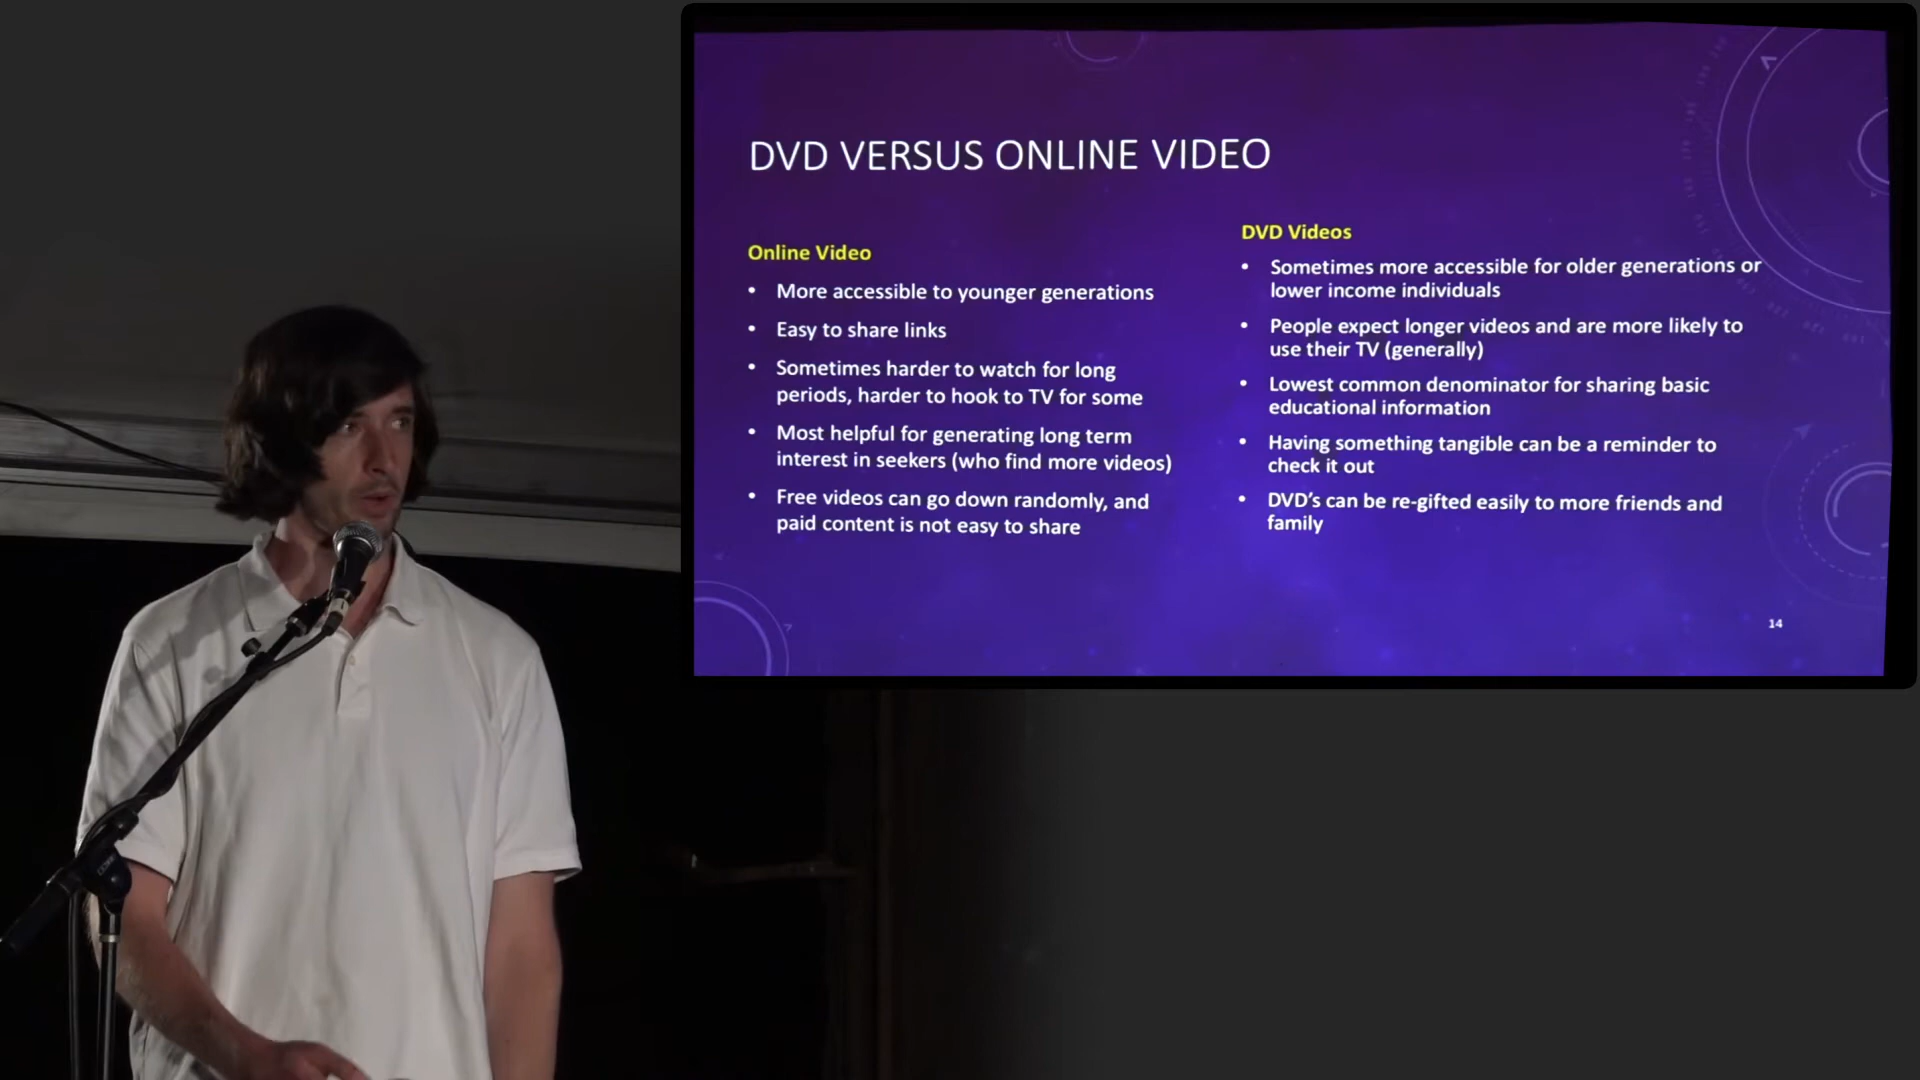 DVD VERSUS ONLINE VIDEO
Online Video
• More accessible to younger generations
• Easy to share links
• Sometimes harder to watch for long
periods, harder to hook to TV for some
• Most helpful for generating long term
interest in seekers (who find more videos)
• Free videos can go down randomly, and
paid content is not easy to share
DVD Videos
• Sometimes more accessible for older generations or
lower income individuals
• People expect longer videos and are more likely to
use their TV (generally)
• Lowest common denominator for sharing basic
educational information
• Having something tangible can be a reminder to
check it out
• DVD’s can be re-gifted easily to more friends and
family
14